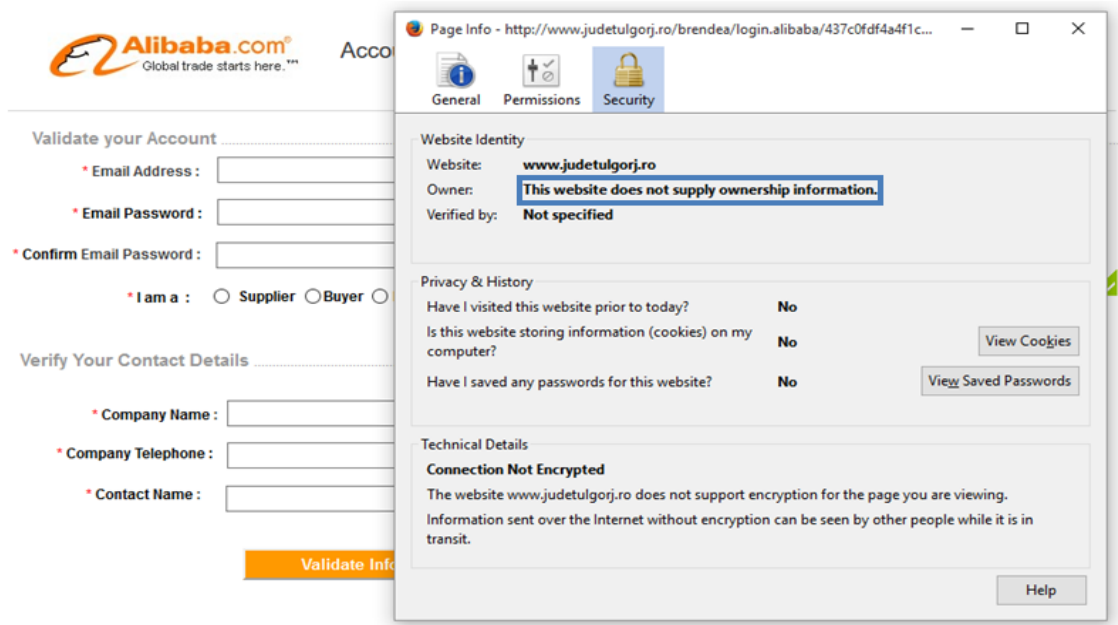 Alibaba.com®
Global trade starts here.™
Validate your Account
* Email Address :
* Email Password :
* Confirm Email Password :
* I am a : Supplier Buyer
Verify Your Contact Details
* Company Name :
* Company Telephone :
* Contact Name :
Page Info - http://www.judetulgorj.ro/brendea/login.alibaba/437c0fdf4a4f1c...
General Permissions Security
Website Identity
Website: www.judetulgorj.ro
Owner: This website does not supply ownership information.
Verified by: Not specified
Privacy & History
Have I visited this website prior to today? No
Is this website storing information (cookies) on my
computer? No View Cookies
Have I saved any passwords for this website? No View Saved Passwords
Technical Details
Connection Not Encrypted
The website www.judetulgorj.ro does not support encryption for the page you are viewing.
Information sent over the Internet without encryption can be seen by other people while it is in
transit.
Validate
Help